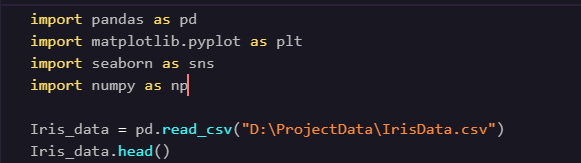 import pandas as pd
import matplotlib.pyplot as plt
import seaborn as sns
import numpy as np
Iris_data = pd.read_csv("D:\ProjectData\IrisData.csv")
Iris_data.head()